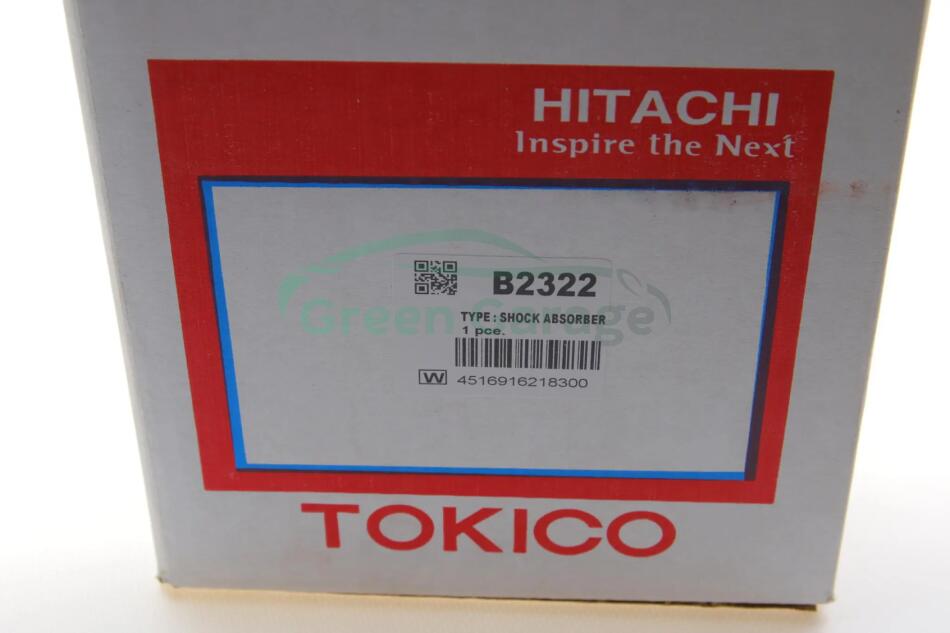 HITACHI
Inspire the Next
B2322
TYPE : SHOCK ABSORBER
1 pce.
Green Garage
W 4516916218300
TOKICO